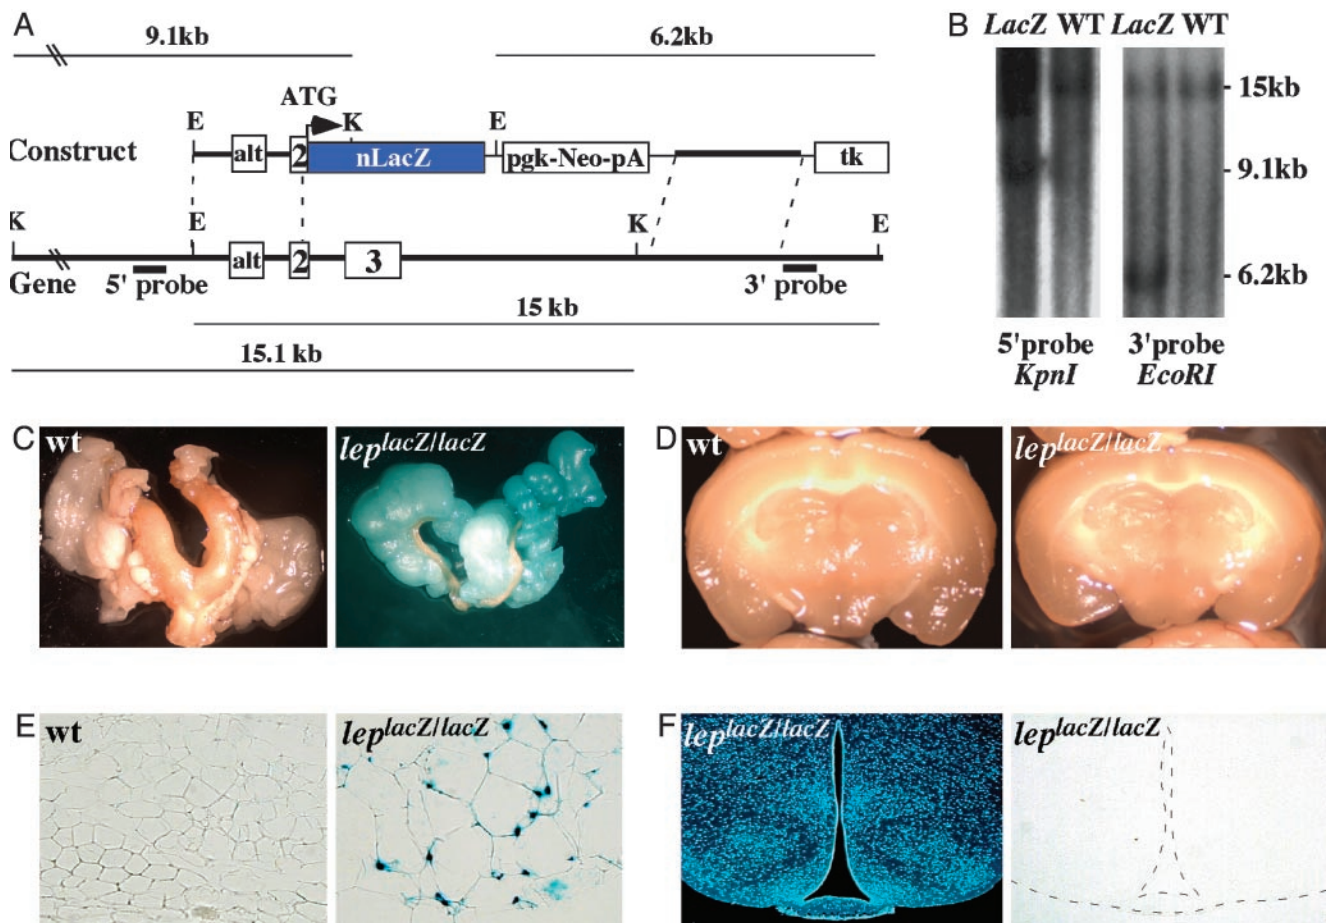 A
9.1kb
6.2kb
ATG
E
K
E
Construct
alt
2
nLacZ
pgk-Neo-pA
tk
K
E
K
E
alt
2
3
Gene
5' probe
3' probe
15 kb
15.1 kb
B
LacZ WT
LacZ WT
- 15kb
- 9.1kb
- 6.2kb
5'probe
KpnI
3'probe
EcoRI
C
wt
lep^lacZ/lacZ
D
wt
lep^lacZ/lacZ
E
wt
lep^lacZ/lacZ
F
lep^lacZ/lacZ
lep^lacZ/lacZ